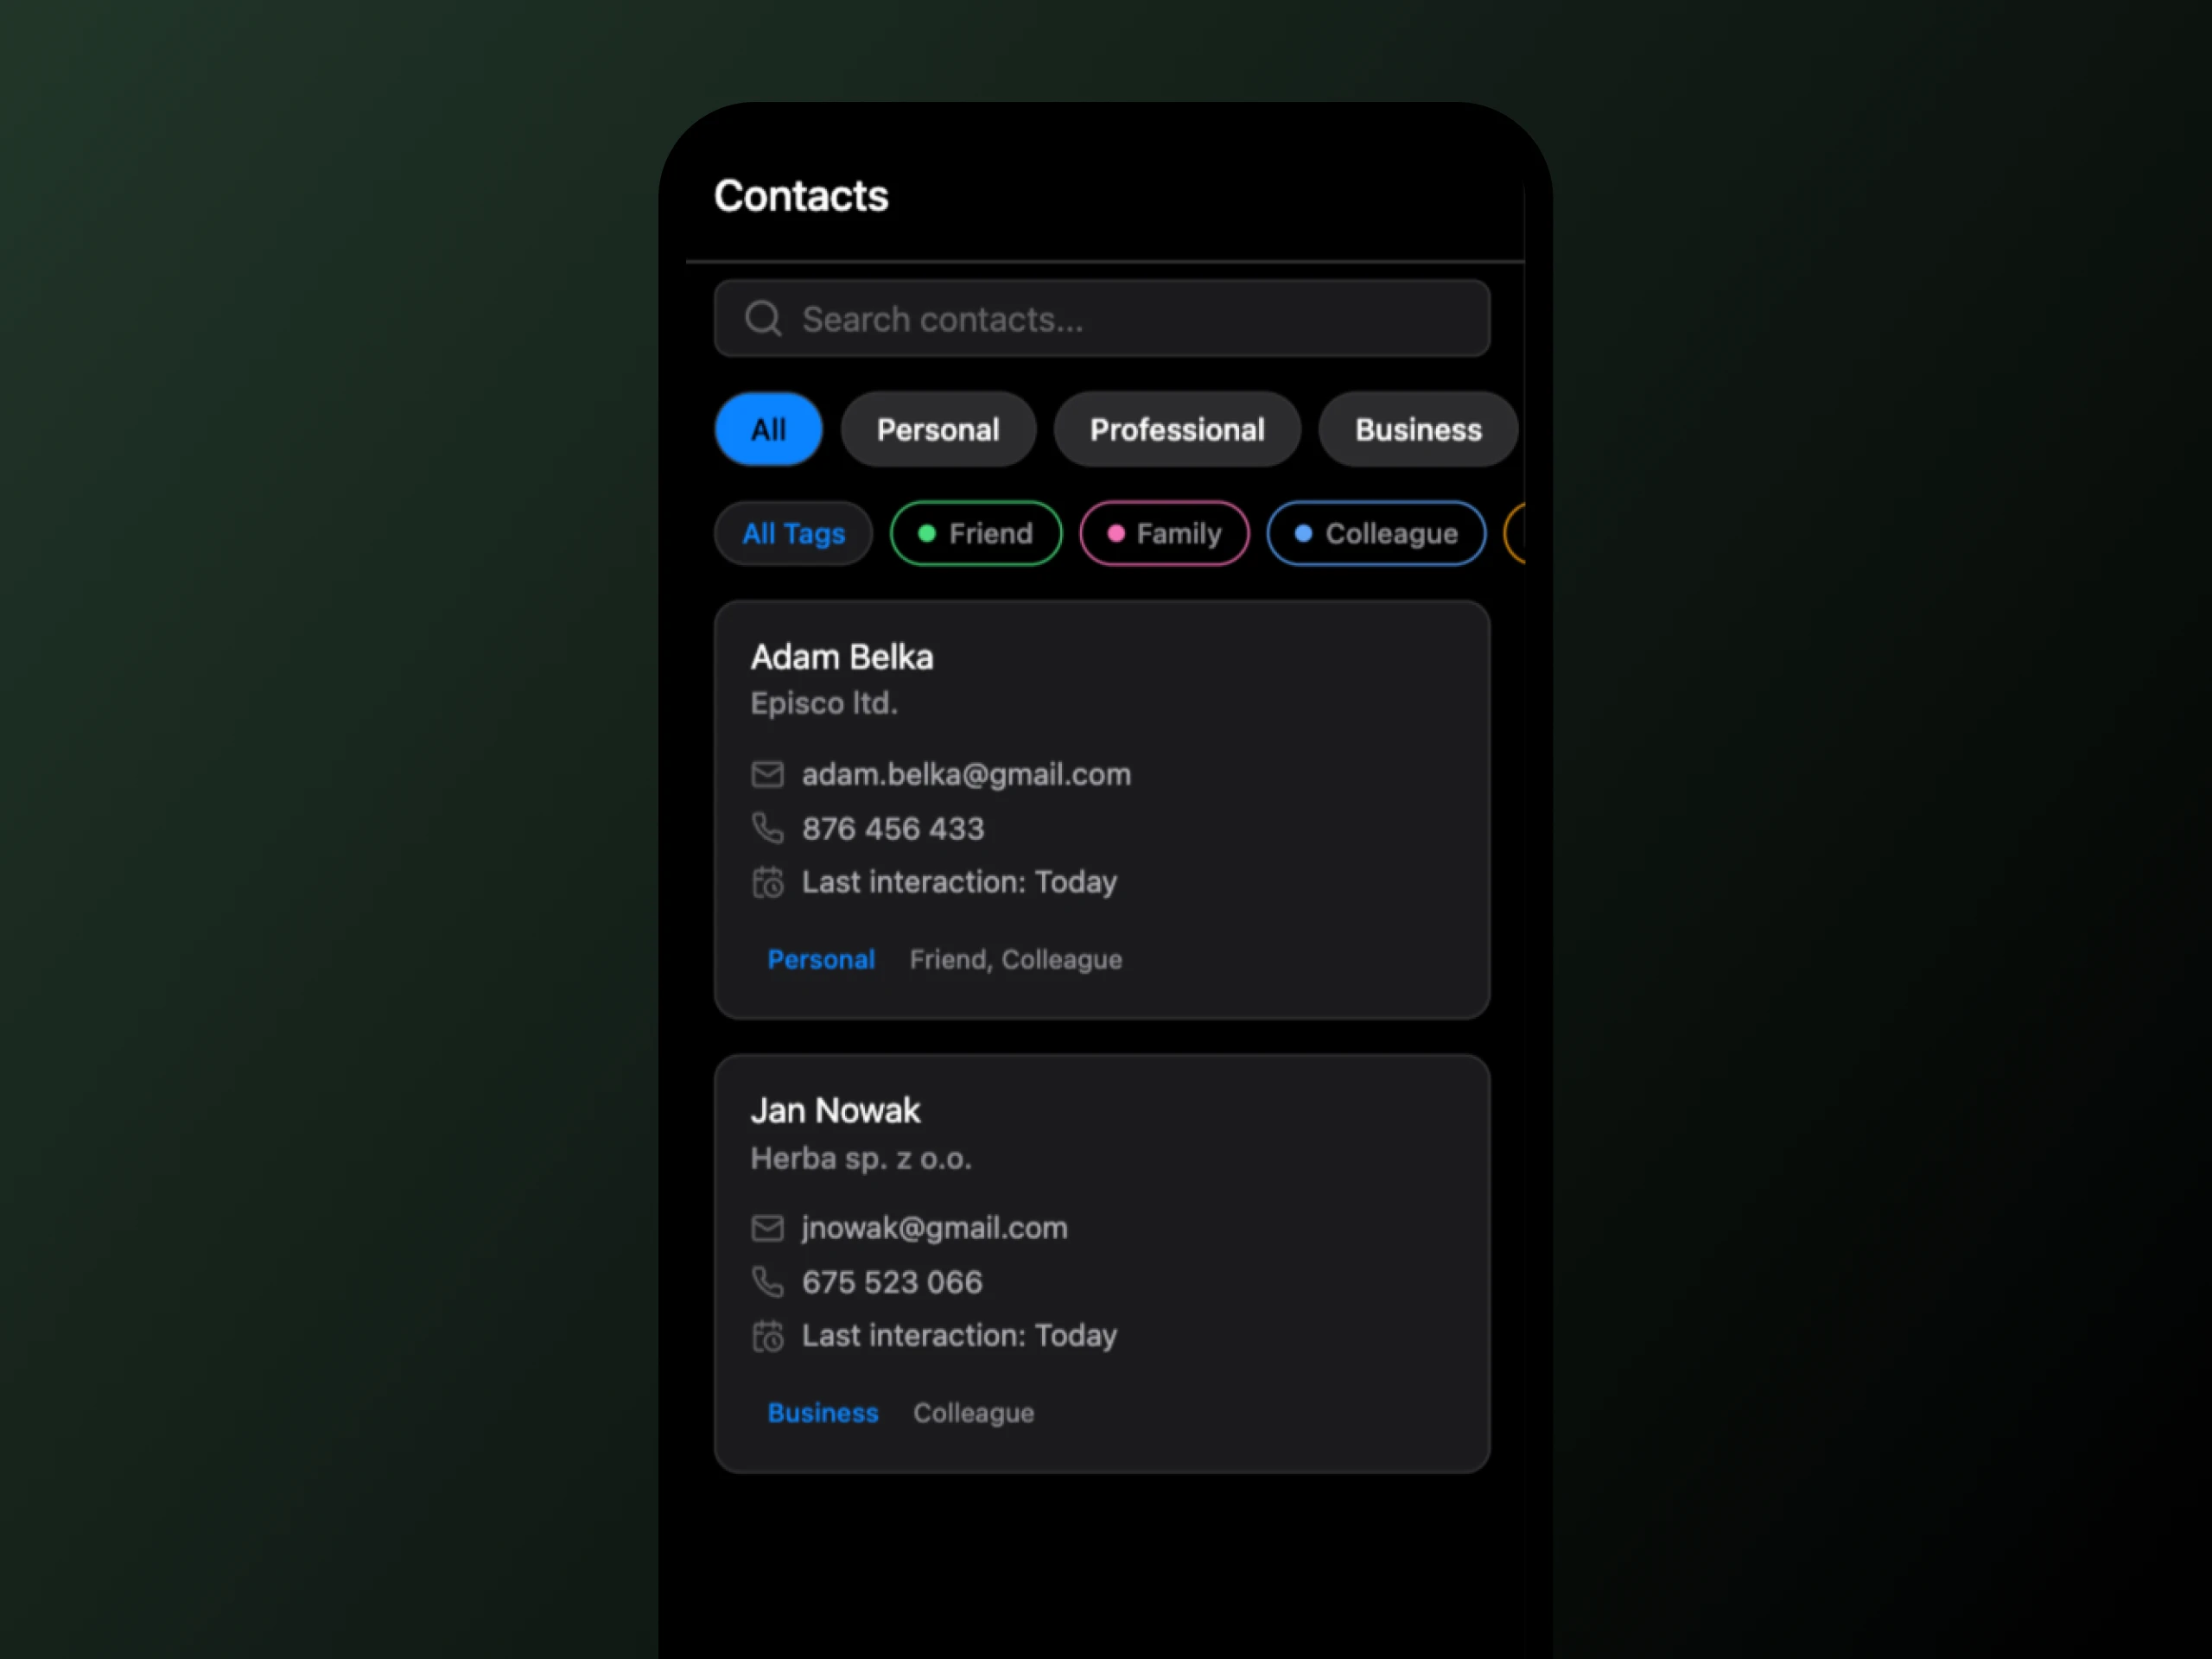 Contacts
Search contacts...
All Personal Professional Business
All Tags Friend Family Colleague
Adam Belka
Episco ltd.
adam.belka@gmail.com
876 456 433
Last interaction: Today
Personal Friend, Colleague
Jan Nowak
Herba sp. z o.o.
jnowak@gmail.com
675 523 066
Last interaction: Today
Business Colleague